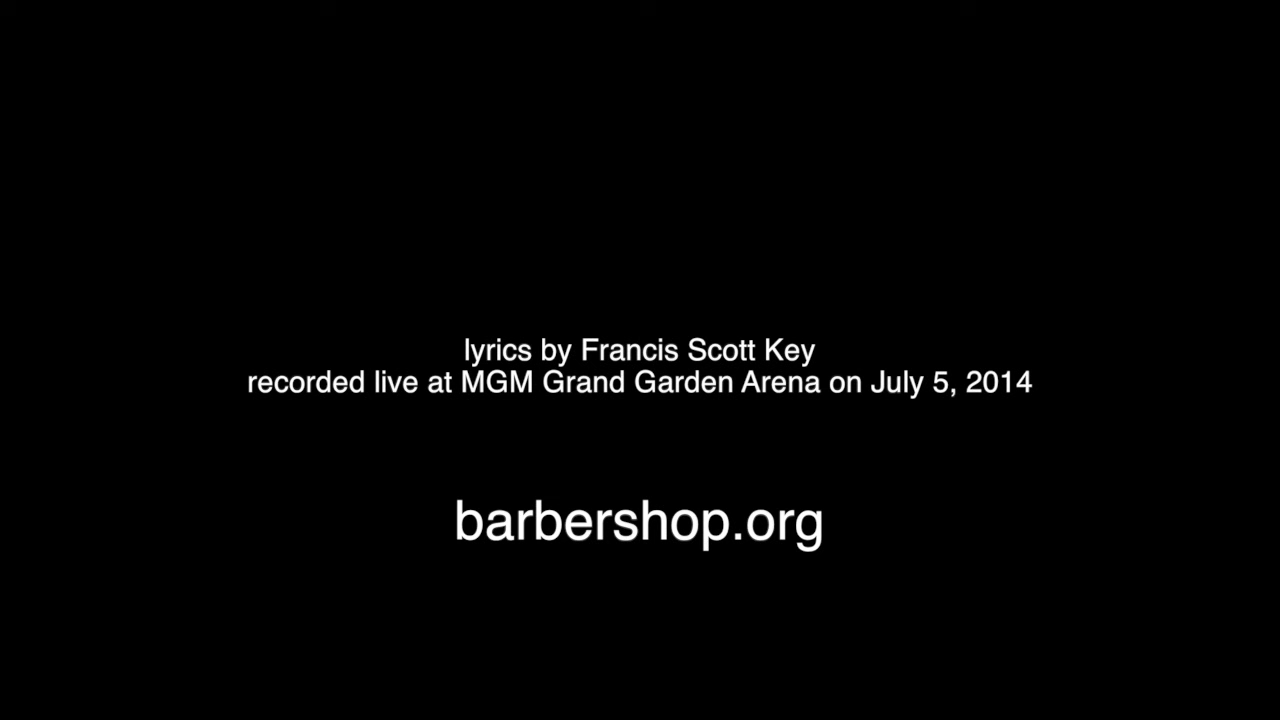 lyrics by Francis Scott Key
recorded live at MGM Grand Garden Arena on July 5, 2014
barbershop.org